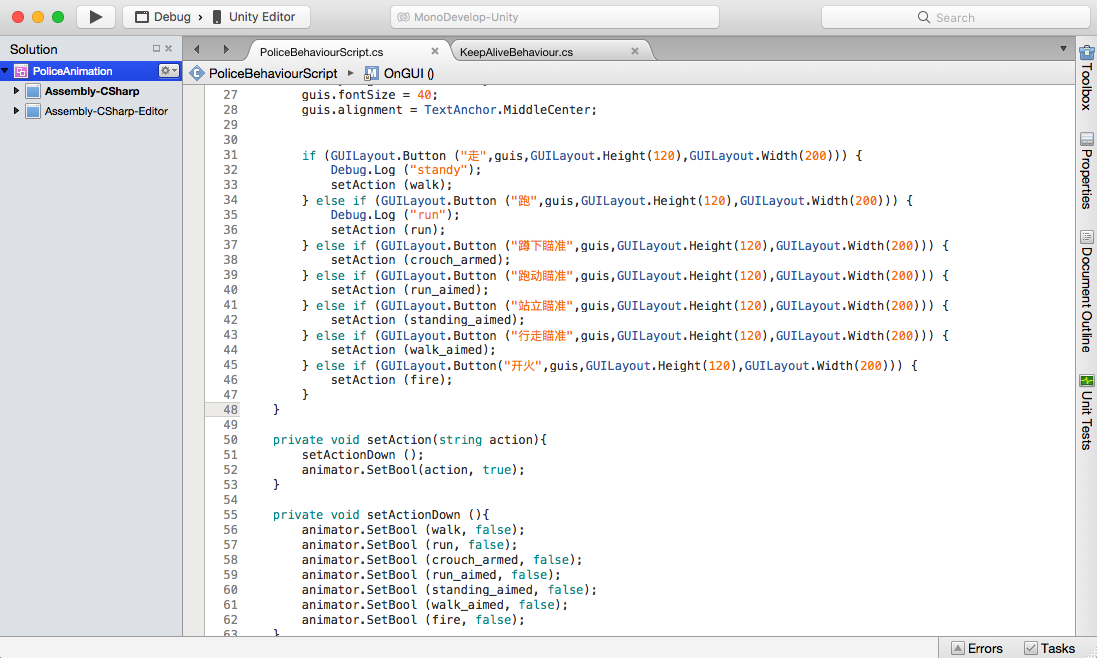 Debug › Unity Editor
MonoDevelop-Unity
Search
Solution
PoliceAnimation
Assembly-CSharp
Assembly-CSharp-Editor
PoliceBehaviourScript.cs
KeepAliveBehaviour.cs
PoliceBehaviourScript ▸ OnGUI ()
27 guis.fontSize = 40;
28 guis.alignment = TextAnchor.MiddleCenter;
29
30
31 if (GUILayout.Button ("走",guis,GUILayout.Height(120),GUILayout.Width(200))) {
32 Debug.Log ("standy");
33 setAction (walk);
34 } else if (GUILayout.Button ("跑",guis,GUILayout.Height(120),GUILayout.Width(200))) {
35 Debug.Log ("run");
36 setAction (run);
37 } else if (GUILayout.Button ("蹲下瞄准",guis,GUILayout.Height(120),GUILayout.Width(200))) {
38 setAction (crouch_armed);
39 } else if (GUILayout.Button ("跑动瞄准",guis,GUILayout.Height(120),GUILayout.Width(200))) {
40 setAction (run_aimed);
41 } else if (GUILayout.Button ("站立瞄准",guis,GUILayout.Height(120),GUILayout.Width(200))) {
42 setAction (standing_aimed);
43 } else if (GUILayout.Button ("行走瞄准",guis,GUILayout.Height(120),GUILayout.Width(200))) {
44 setAction (walk_aimed);
45 } else if (GUILayout.Button("开火",guis,GUILayout.Height(120),GUILayout.Width(200))) {
46 setAction (fire);
47 }
48 }
49
50 private void setAction(string action){
51 setActionDown ();
52 animator.SetBool(action, true);
53 }
54
55 private void setActionDown (){
56 animator.SetBool (walk, false);
57 animator.SetBool (run, false);
58 animator.SetBool (crouch_armed, false);
59 animator.SetBool (run_aimed, false);
60 animator.SetBool (standing_aimed, false);
61 animator.SetBool (walk_aimed, false);
62 animator.SetBool (fire, false);
63 }
Toolbox
Properties
Document Outline
Unit Tests
Errors
Tasks